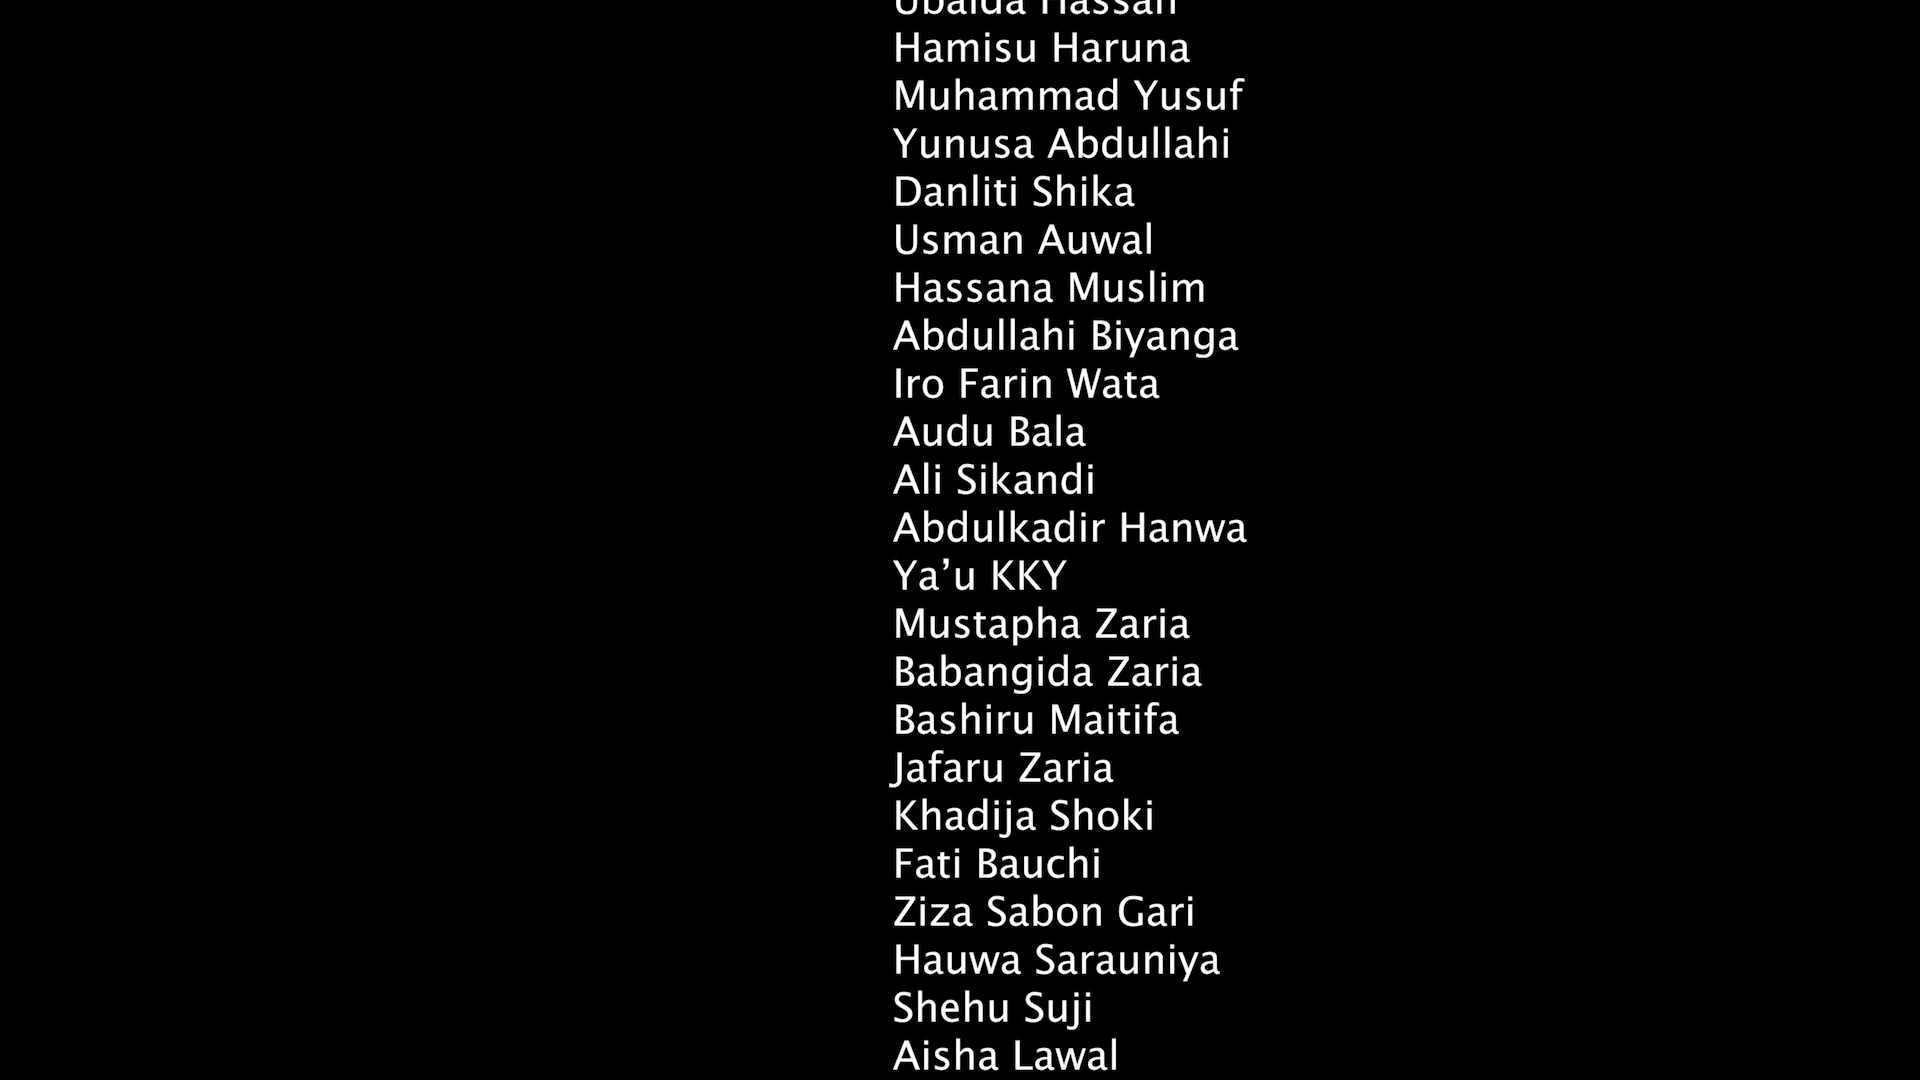 Ubaida Hassan
Hamisu Haruna
Muhammad Yusuf
Yunusa Abdullahi
Danliti Shika
Usman Auwal
Hassana Muslim
Abdullahi Biyanga
Iro Farin Wata
Audu Bala
Ali Sikandi
Abdulkadir Hanwa
Ya’u KKY
Mustapha Zaria
Babangida Zaria
Bashiru Maitifa
Jafaru Zaria
Khadija Shoki
Fati Bauchi
Ziza Sabon Gari
Hauwa Sarauniya
Shehu Suji
Aisha Lawal